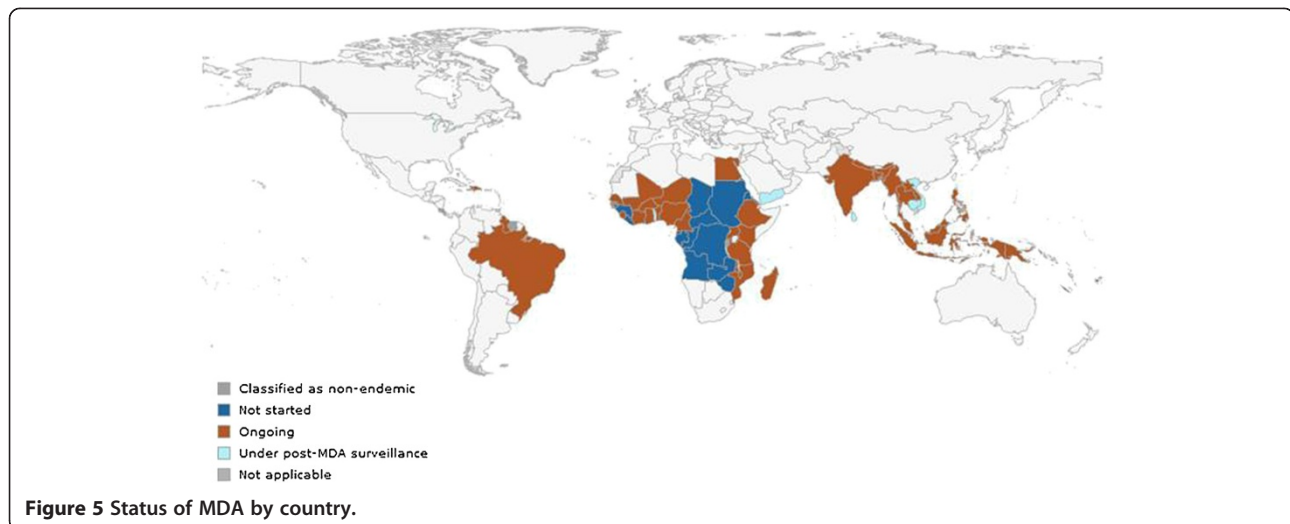 Classified as non-endemic
Not started
Ongoing
Under post-MDA surveillance
Not applicable
Figure 5 Status of MDA by country.